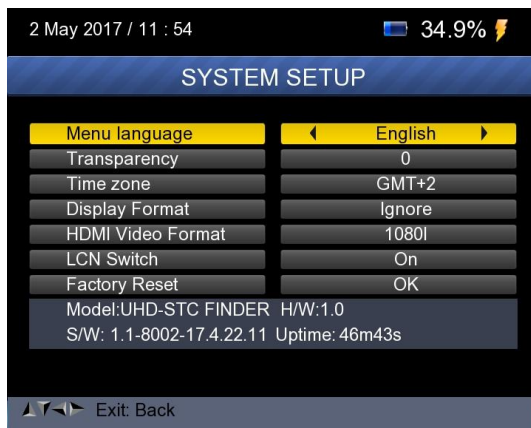 2 May 2017 / 11 : 54 34.9%
SYSTEM SETUP
Menu language English
Transparency 0
Time zone GMT+2
Display Format Ignore
HDMI Video Format 1080I
LCN Switch On
Factory Reset OK
Model:UHD-STC FINDER H/W:1.0
S/W: 1.1-8002-17.4.22.11 Uptime: 46m43s
Exit: Back